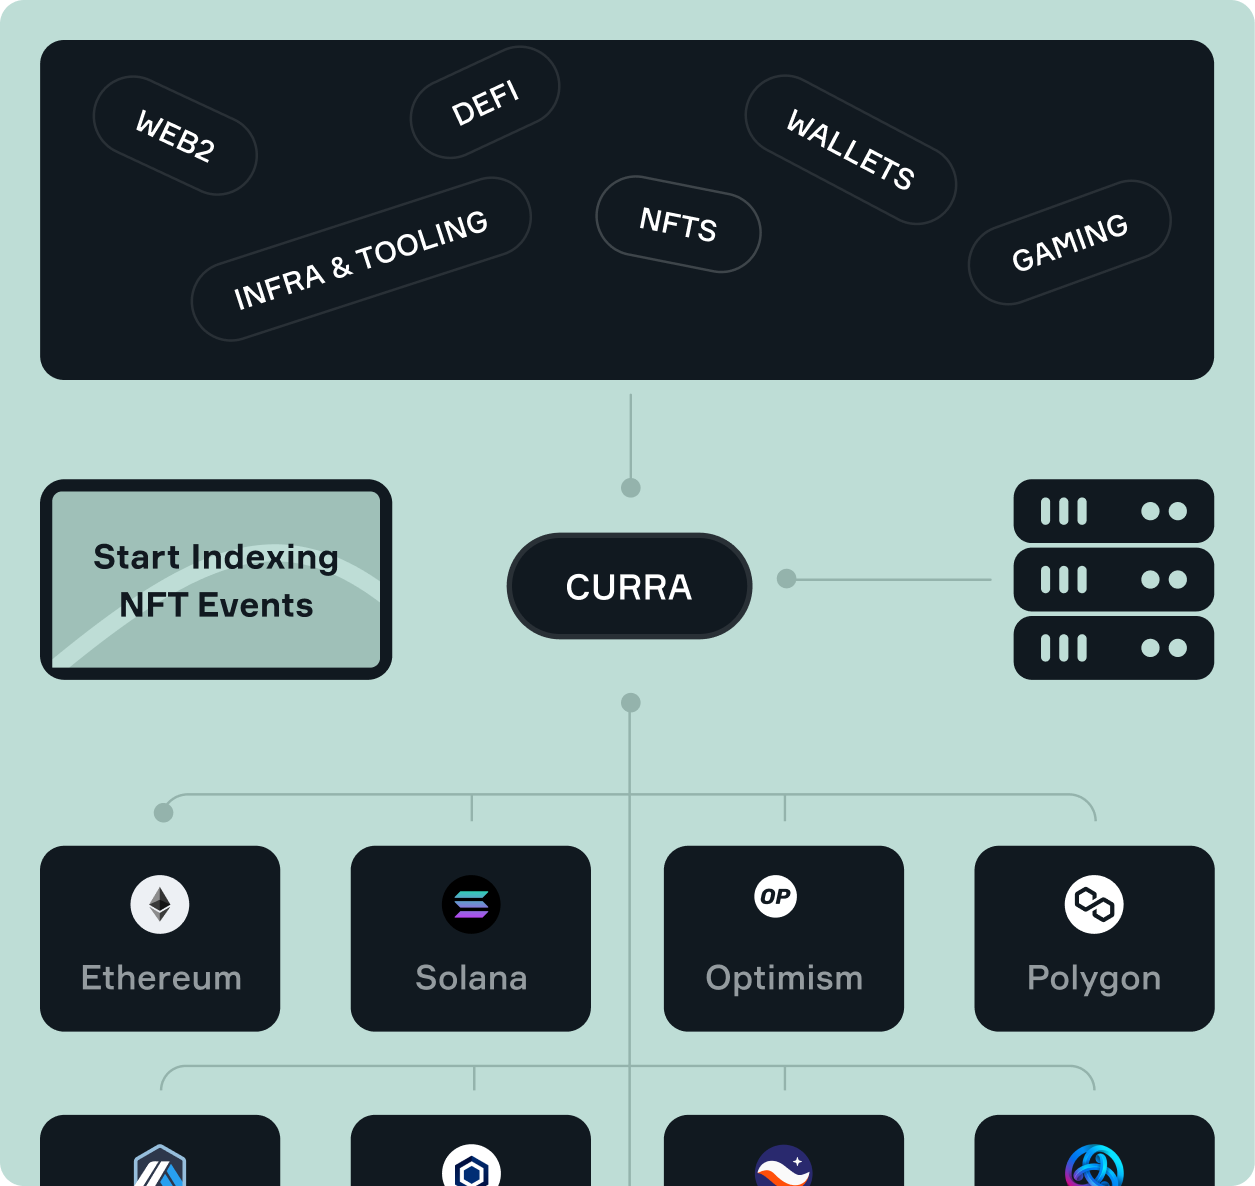 WEB2
DEFI
WALLETS
INFRA & TOOLING
NFTS
GAMING
Start Indexing
NFT Events
CURRA
OP
Ethereum
Solana
Optimism
Polygon